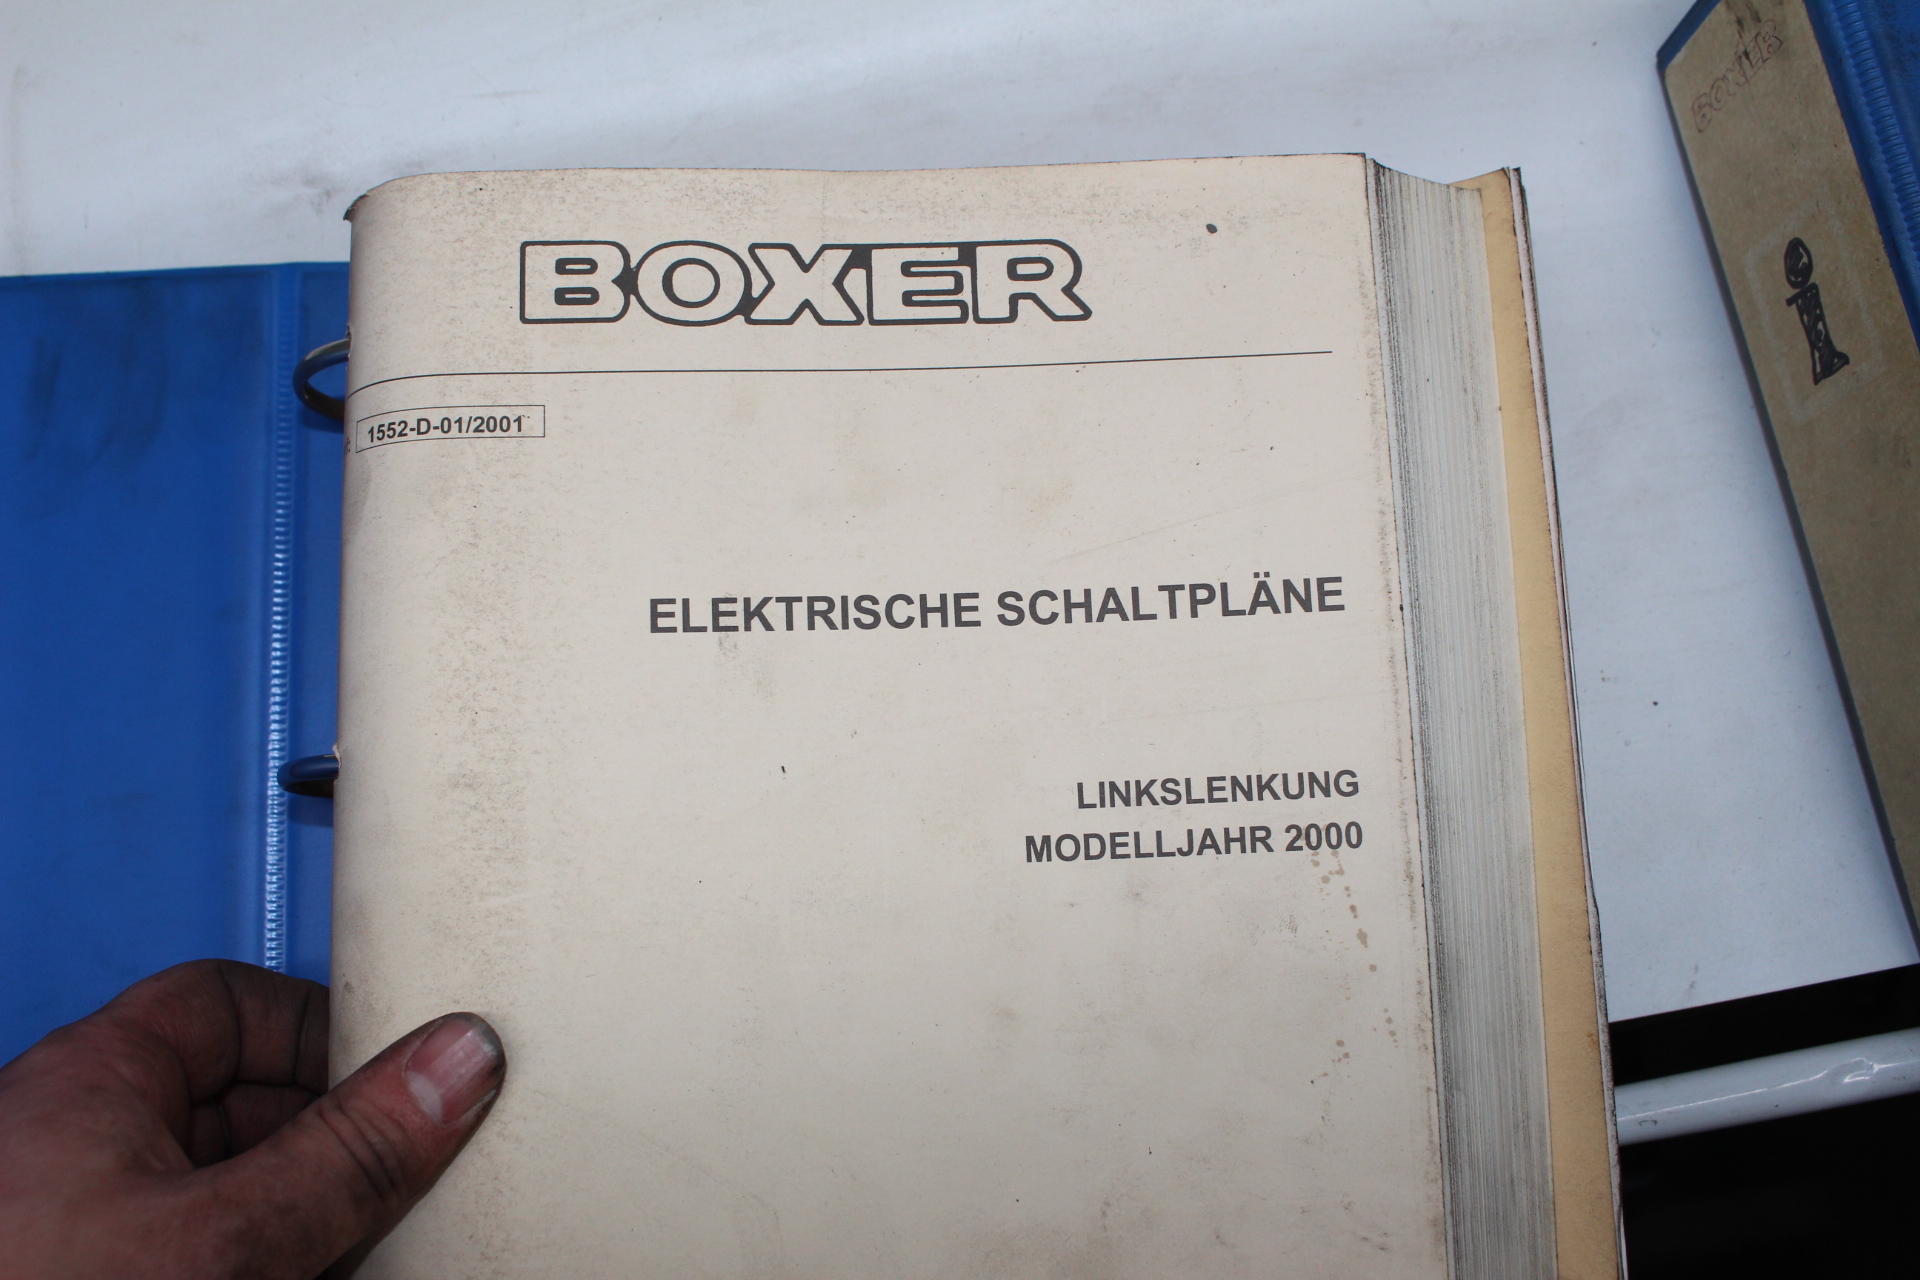 BOXER
1552-D-01/2001
ELEKTRISCHE SCHALTPLÄNE
LINKSLENKUNG
MODELLJAHR 2000
BOXER